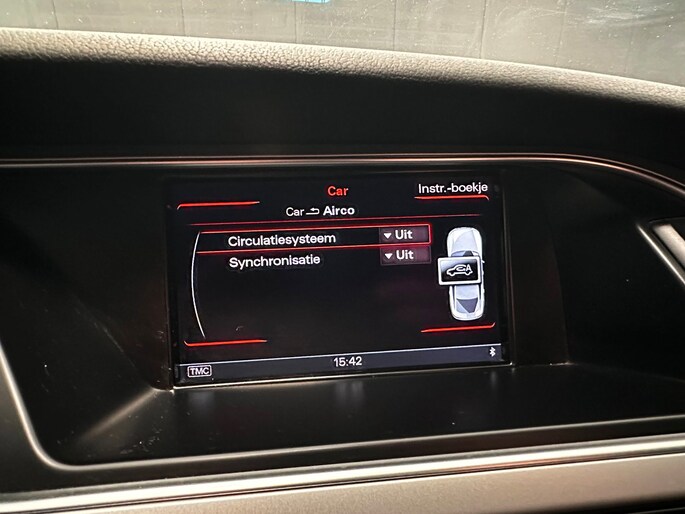 Car
Instr.-boekje
Car Airco
Circulatiesysteem Uit
Synchronisatie Uit
TMC 15:42